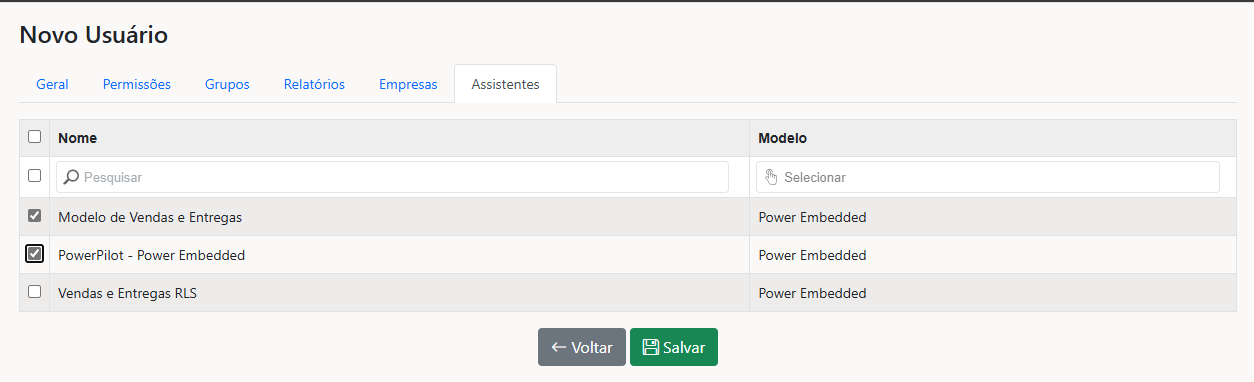 Novo Usuário
Geral Permissões Grupos Relatórios Empresas Assistentes
Nome Modelo
Pesquisar Selecionar
Modelo de Vendas e Entregas Power Embedded
PowerPilot - Power Embedded Power Embedded
Vendas e Entregas RLS Power Embedded
Voltar Salvar